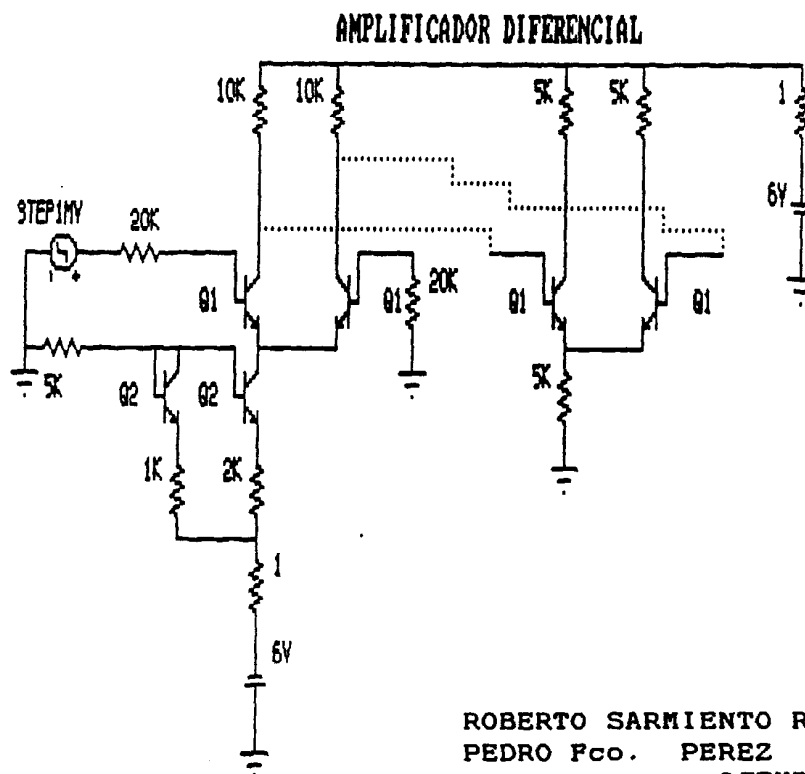 AMPLIFICADOR DIFERENCIAL
10K 10K 5K 5K 1
6V
STEP1MV
20K
- +
Q1 Q1 20K Q1 Q1
5K
Q2 Q2
5K
1K 2K
1
6V
ROBERTO SARMIENTO R
PEDRO Fco. PEREZ